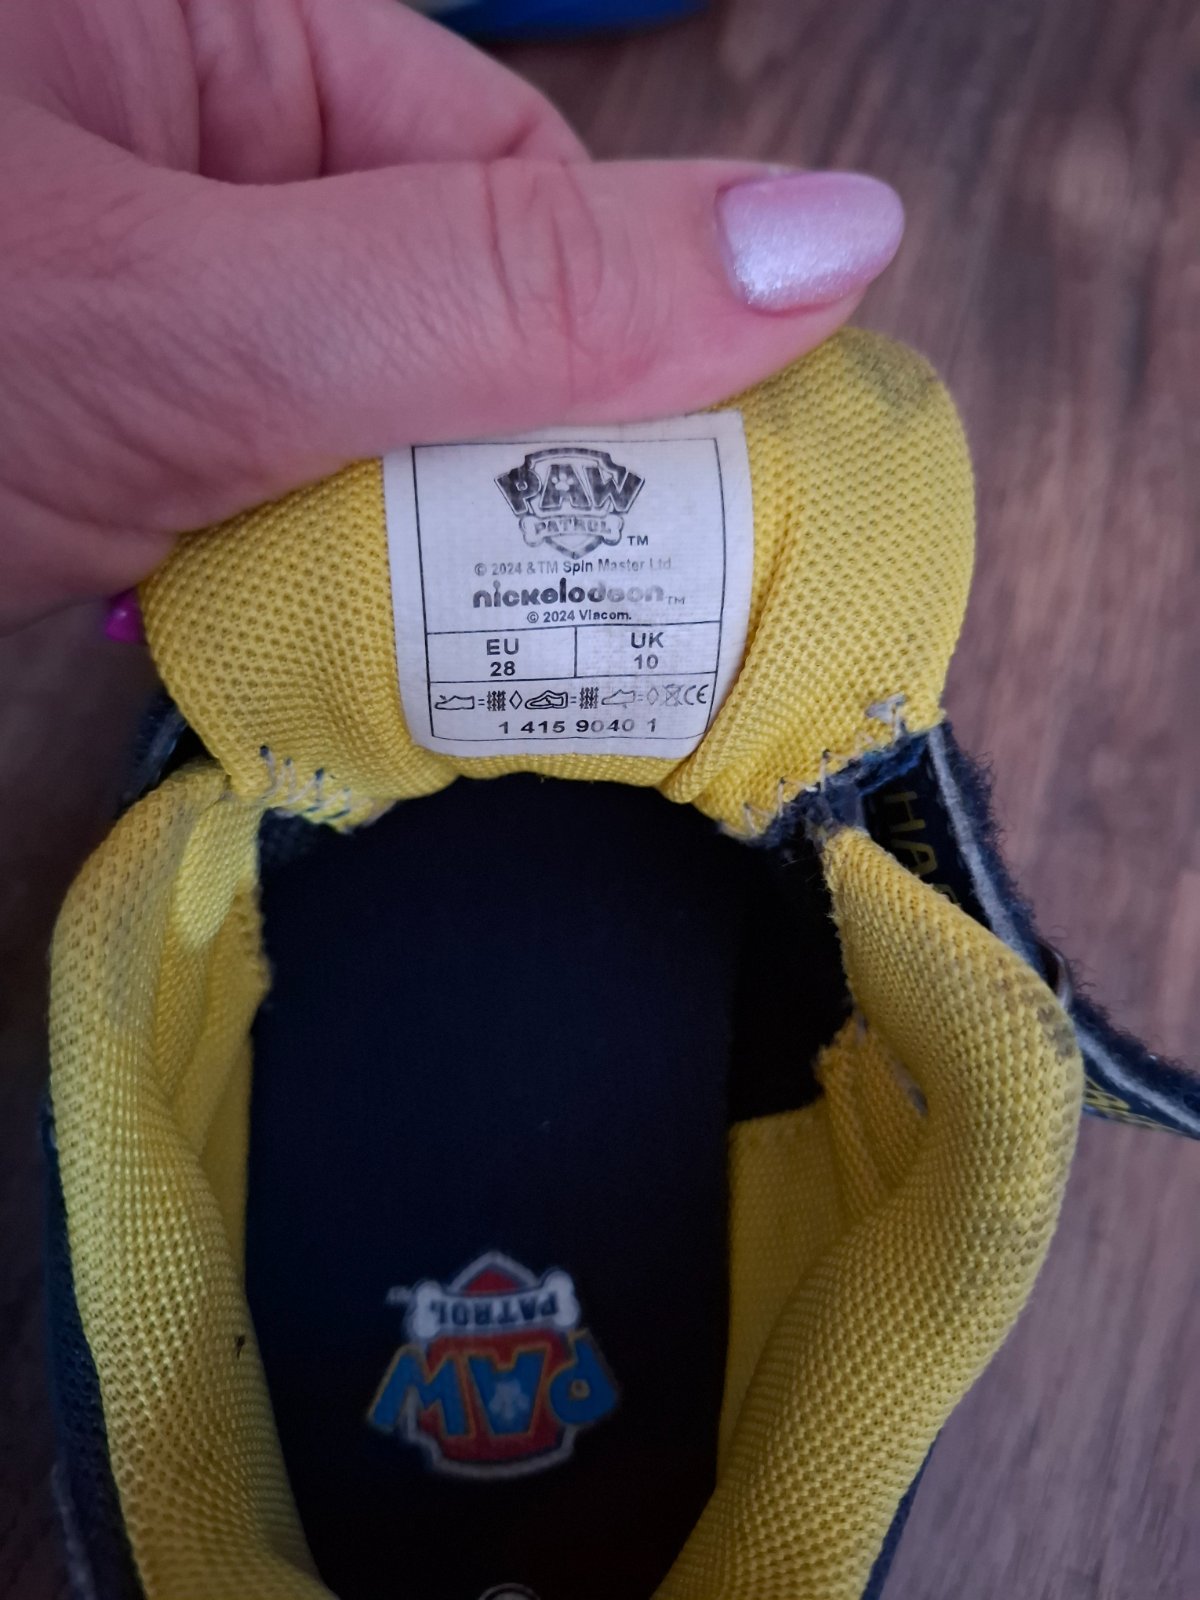 PAW
PATROL
TM
© 2024 & TM Spin Master Ltd.
nickelodeon TM
© 2024 Viacom.
EU
28
UK
10
CE
1 415 9040 1
PATROL
PAW